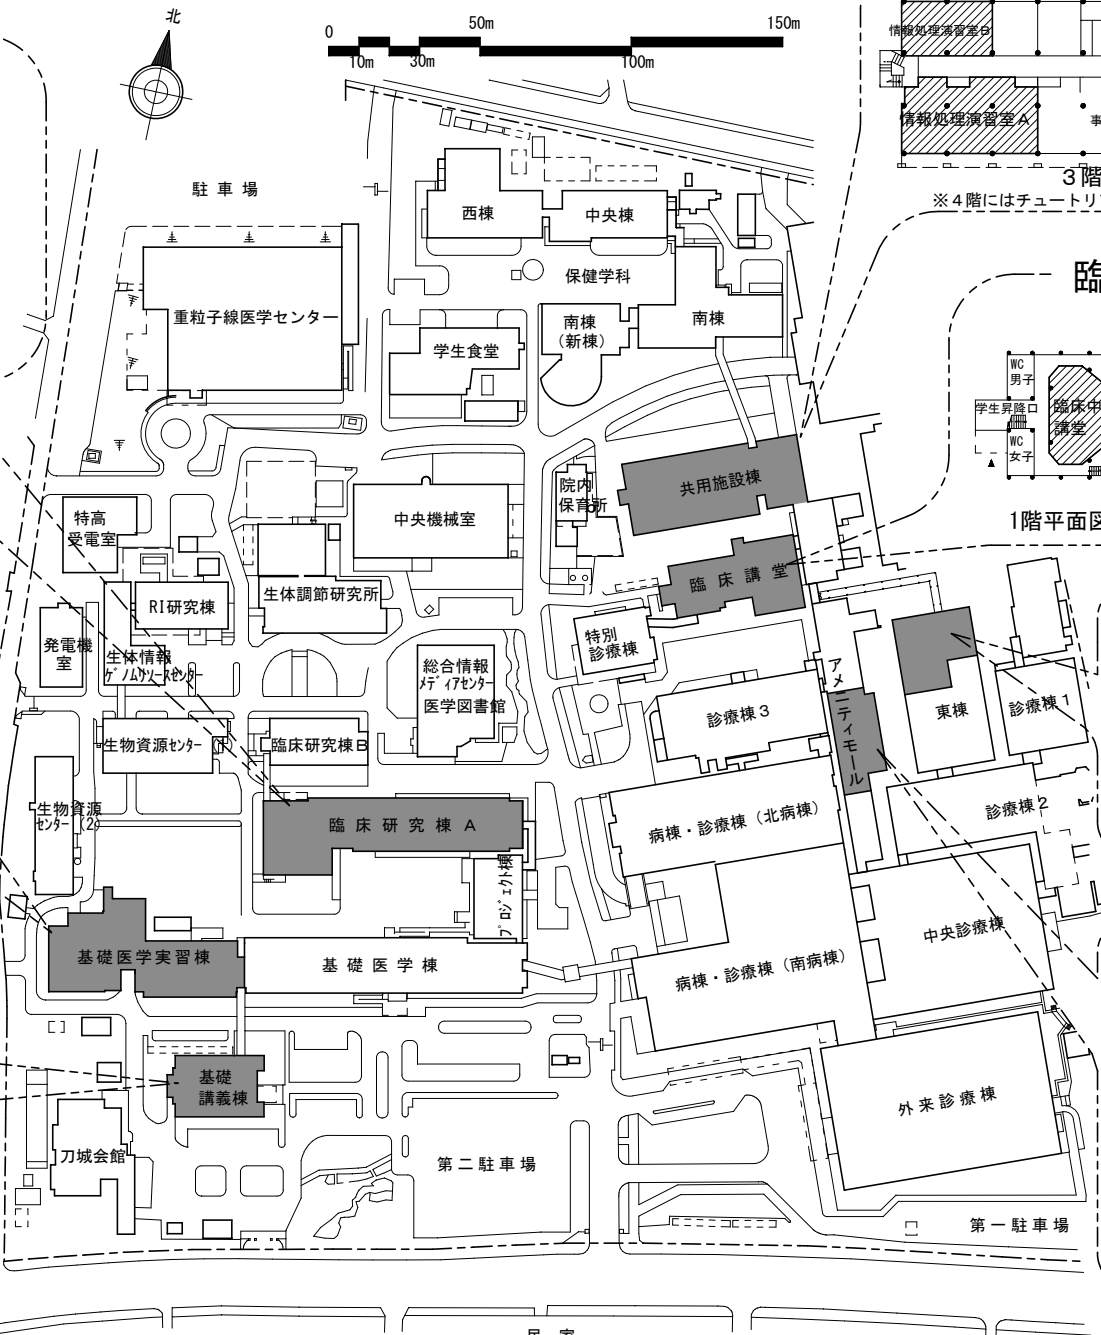 北
0
50m
150m
10m
30m
100m
情報処理演習室B
情報処理演習室A
事
3階
※4階にはチュートリア
駐車場
西棟
中央棟
保健学科
臨
重粒子線医学センター
南棟
(新棟)
南棟
学生食堂
WC
男子
学生昇降口
臨床中
講堂
WC
女子
共用施設棟
院内
保育所
特高
受電室
中央機械室
1階平面図
臨床講堂
RI研究棟
生体調節研究所
特別
診療棟
発電機
室
生体情報
ゲノムリソースセンター
総合情報
メディアセンター
医学図書館
アメニティモール
東棟
診療棟1
診療棟3
生物資源センター
臨床研究棟B
生物資源
センター(2)
臨床研究棟A
病棟・診療棟(北病棟)
診療棟2
プロジェクト棟
基礎医学実習棟
基礎医学棟
病棟・診療棟(南病棟)
中央診療棟
基礎
講義棟
外来診療棟
刀城会館
第二駐車場
第一駐車場